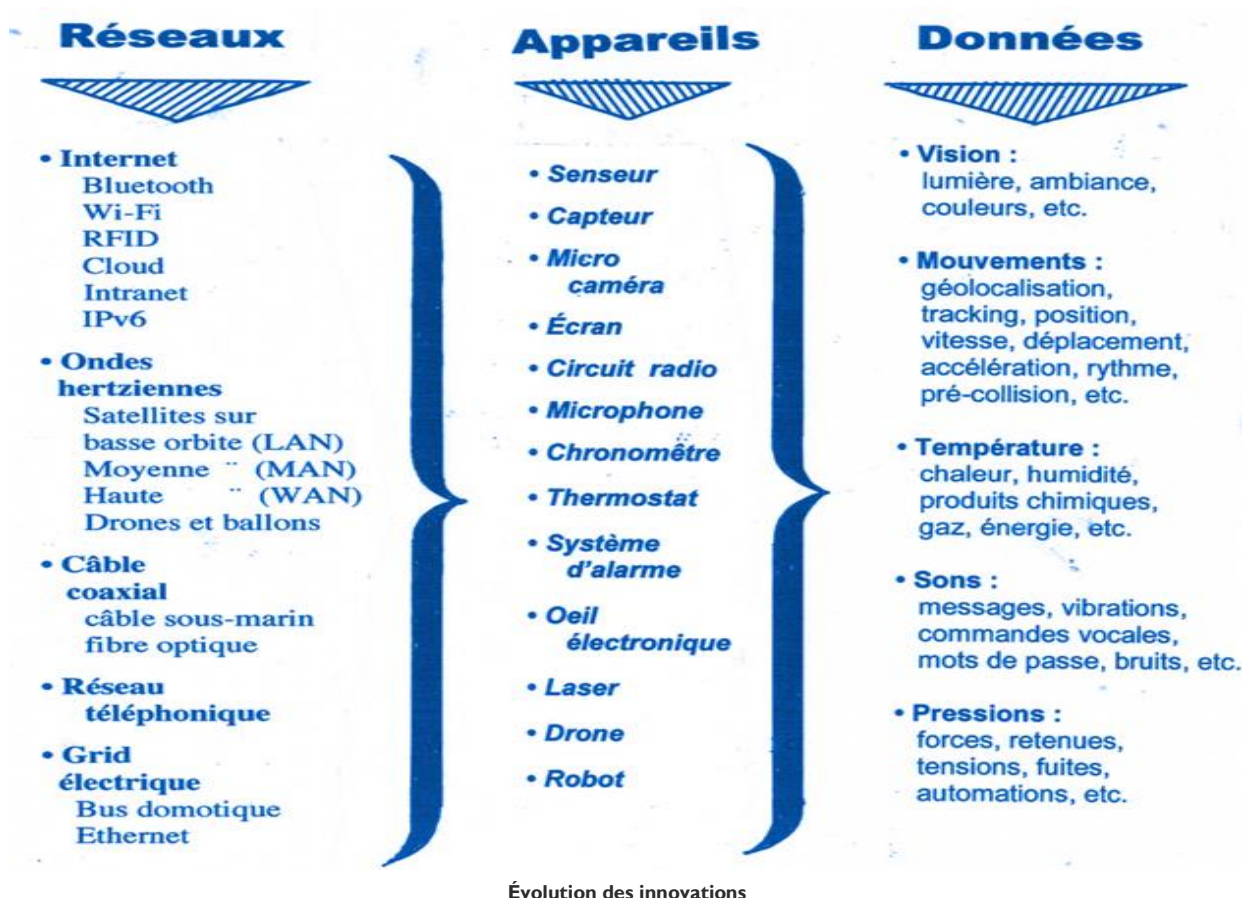 Réseaux
• Internet
Bluetooth
Wi-Fi
RFID
Cloud
Intranet
IPv6
• Ondes
hertziennes
Satellites sur
basse orbite (LAN)
Moyenne ¨ (MAN)
Haute ¨ (WAN)
Drones et ballons
• Câble
coaxial
câble sous-marin
fibre optique
• Réseau
téléphonique
• Grid
électrique
Bus domotique
Ethernet
Appareils
• Senseur
• Capteur
• Micro
caméra
• Écran
• Circuit radio
• Microphone
• Chronomêtre
• Thermostat
• Système
d'alarme
• Oeil
électronique
• Laser
• Drone
• Robot
Données
• Vision :
lumière, ambiance,
couleurs, etc.
• Mouvements :
géolocalisation,
tracking, position,
vitesse, déplacement,
accélération, rythme,
pré-collision, etc.
• Température :
chaleur, humidité,
produits chimiques,
gaz, énergie, etc.
• Sons :
messages, vibrations,
commandes vocales,
mots de passe, bruits, etc.
• Pressions :
forces, retenues,
tensions, fuites,
automations, etc.
Évolution des innovations